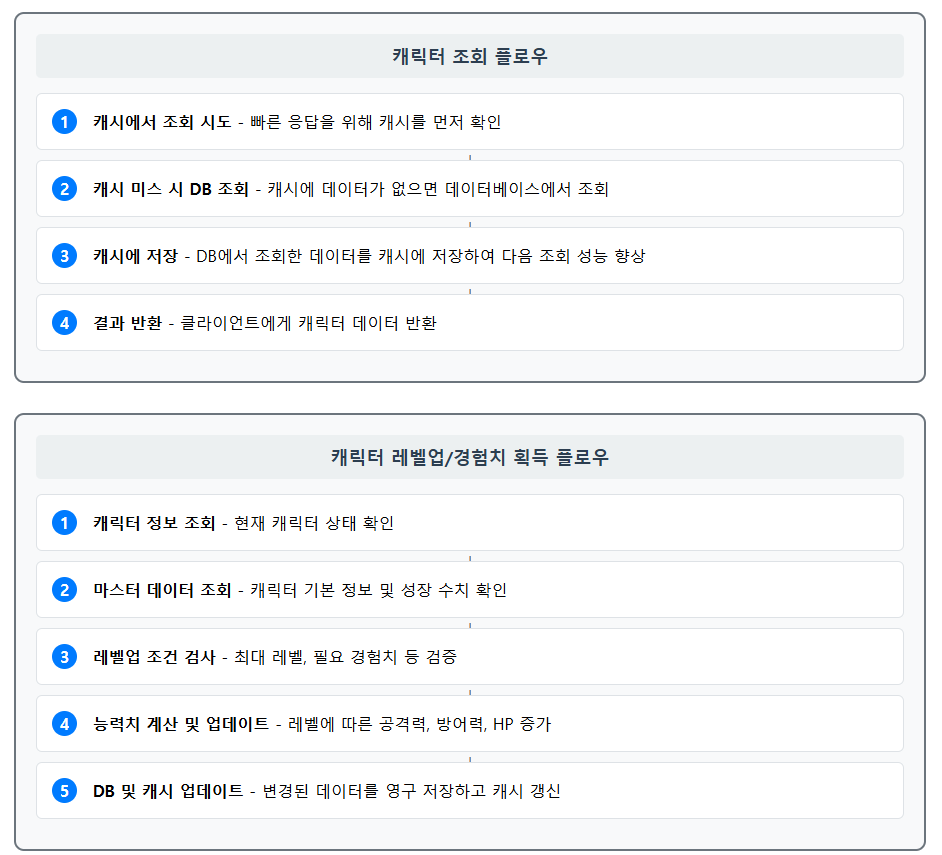 캐릭터 조회 플로우
1 캐시에서 조회 시도 - 빠른 응답을 위해 캐시를 먼저 확인
2 캐시 미스 시 DB 조회 - 캐시에 데이터가 없으면 데이터베이스에서 조회
3 캐시에 저장 - DB에서 조회한 데이터를 캐시에 저장하여 다음 조회 성능 향상
4 결과 반환 - 클라이언트에게 캐릭터 데이터 반환
캐릭터 레벨업/경험치 획득 플로우
1 캐릭터 정보 조회 - 현재 캐릭터 상태 확인
2 마스터 데이터 조회 - 캐릭터 기본 정보 및 성장 수치 확인
3 레벨업 조건 검사 - 최대 레벨, 필요 경험치 등 검증
4 능력치 계산 및 업데이트 - 레벨에 따른 공격력, 방어력, HP 증가
5 DB 및 캐시 업데이트 - 변경된 데이터를 영구 저장하고 캐시 갱신